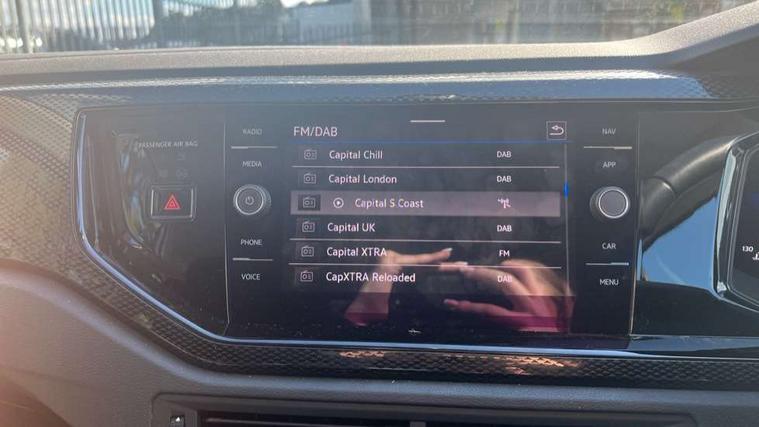 PASSENGER AIR BAG
RADIO
MEDIA
PHONE
VOICE
FM/DAB
Capital Chill DAB
Capital London DAB
Capital S Coast
Capital UK DAB
Capital XTRA FM
CapXTRA Reloaded DAB
NAV
APP
CAR
MENU
130